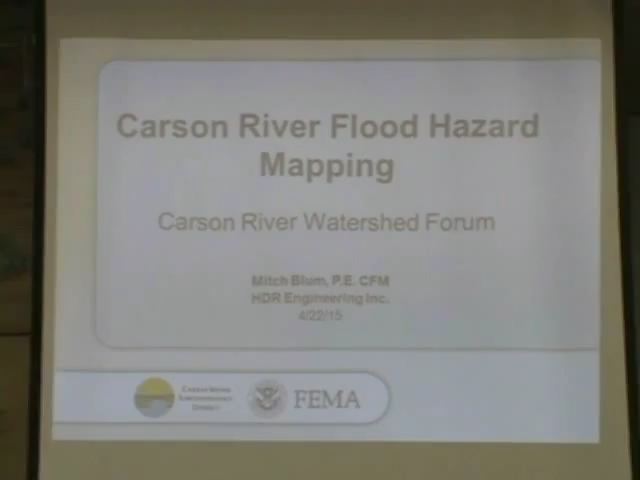 Carson River Flood Hazard
Mapping
Carson River Watershed Forum
Mitch Blum, P.E. CFM
HDR Engineering Inc.
4/22/15
District
FEMA